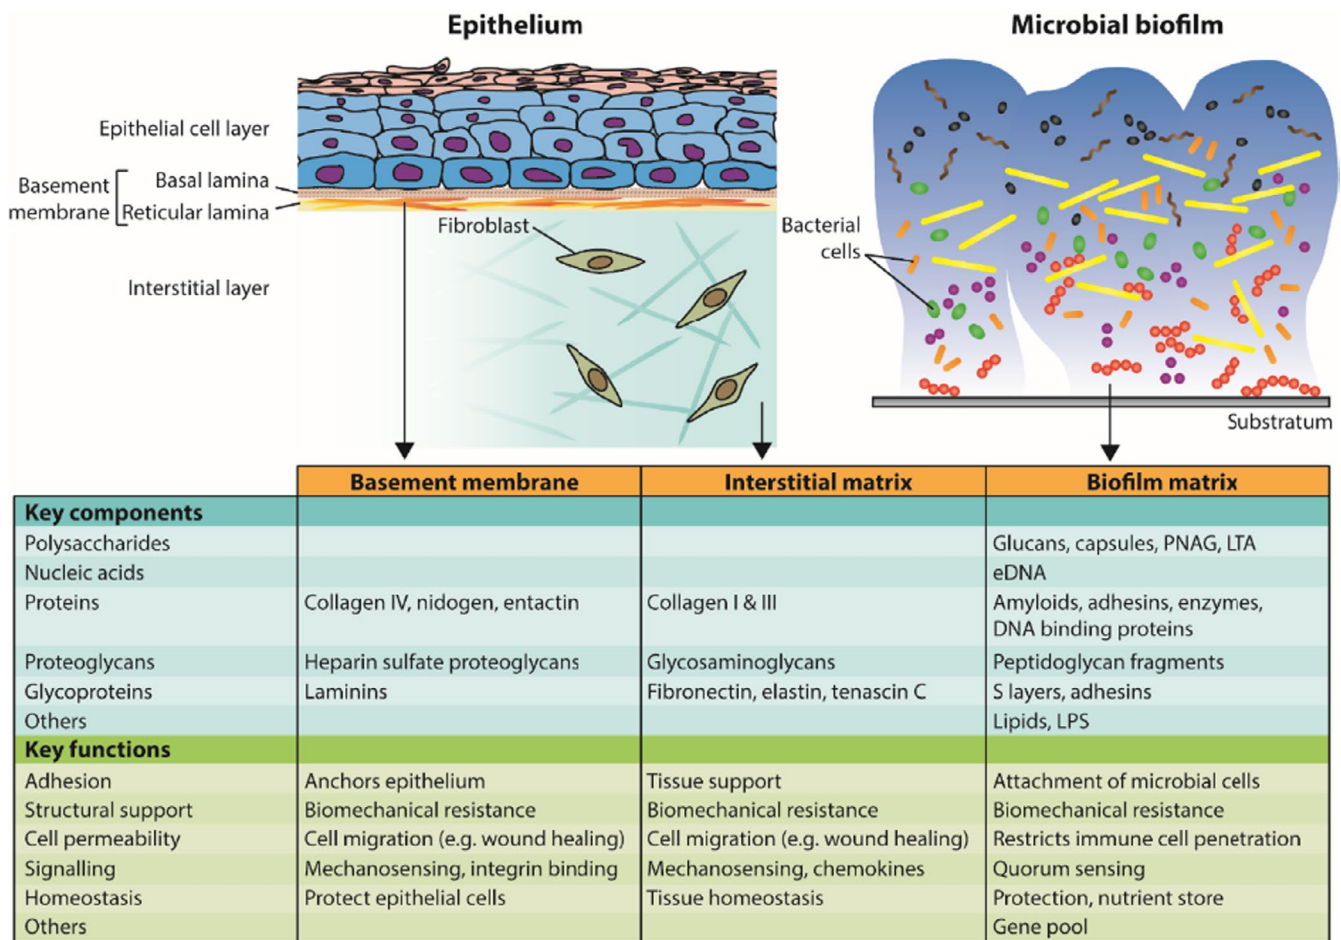 Epithelium
Microbial biofilm
Epithelial cell layer
Basement
membrane
Basal lamina
Reticular lamina
Fibroblast
Interstitial layer
Bacterial
cells
Substratum
Basement membrane Interstitial matrix Biofilm matrix
Key components
Polysaccharides Glucans, capsules, PNAG, LTA
Nucleic acids eDNA
Proteins Collagen IV, nidogen, entactin Collagen I & III Amyloids, adhesins, enzymes,
DNA binding proteins
Proteoglycans Heparin sulfate proteoglycans Glycosaminoglycans Peptidoglycan fragments
Glycoproteins Laminins Fibronectin, elastin, tenascin C S layers, adhesins
Others Lipids, LPS
Key functions
Adhesion Anchors epithelium Tissue support Attachment of microbial cells
Structural support Biomechanical resistance Biomechanical resistance Biomechanical resistance
Cell permeability Cell migration (e.g. wound healing) Cell migration (e.g. wound healing) Restricts immune cell penetration
Signalling Mechanosensing, integrin binding Mechanosensing, chemokines Quorum sensing
Homeostasis Protect epithelial cells Tissue homeostasis Protection, nutrient store
Others Gene pool